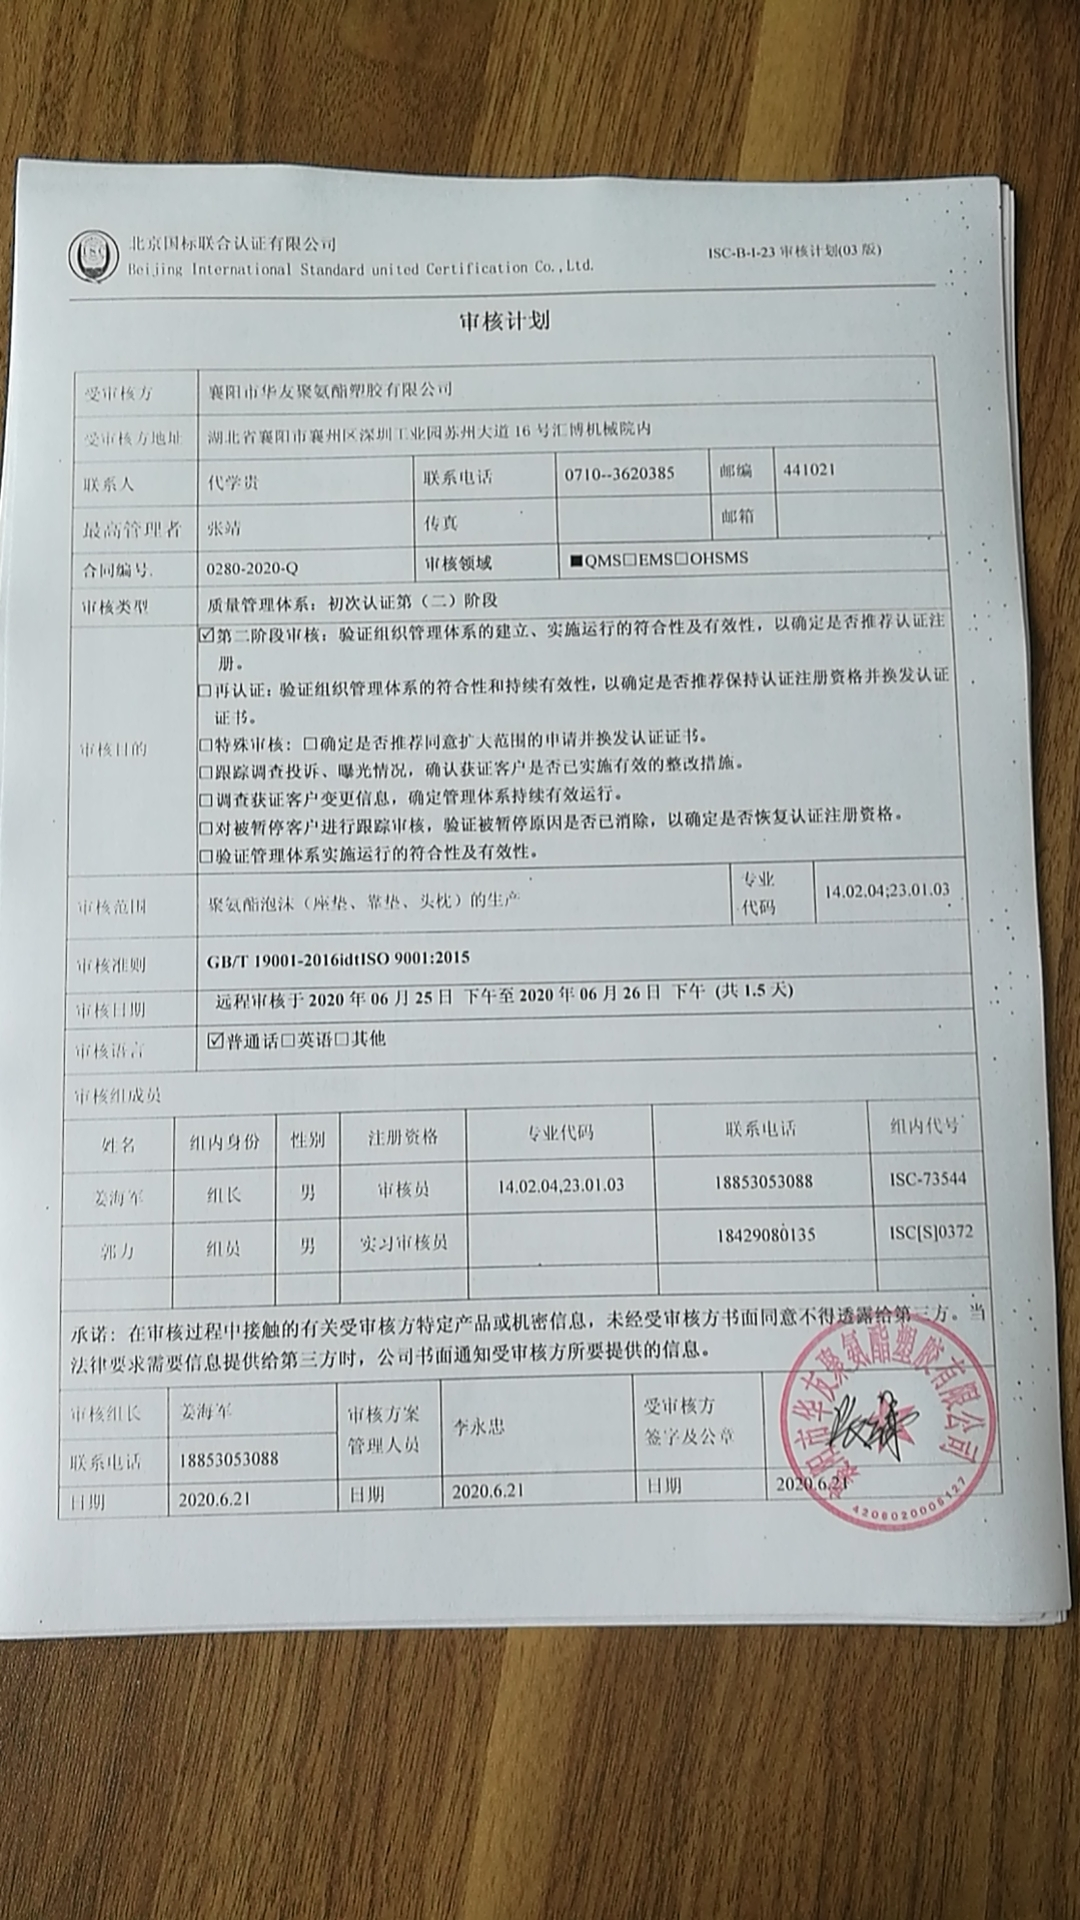 北京国标联合认证有限公司
Beijing International Standard united Certification Co.,Ltd.
ISC-B-I-23 审核计划(03 版)
ISC
审核计划
受审核方 襄阳市华友聚氨酯塑胶有限公司
受审核方地址 湖北省襄阳市襄州区深圳工业园苏州大道 16 号汇博机械院内
联系人 代学贵 联系电话 0710--3620385 邮编 441021
最高管理者 张靖 传真 邮箱
合同编号. 0280-2020-Q 审核领域 ■QMS□EMS□OHSMS
审核类型 质量管理体系：初次认证第（二）阶段
审核目的
☑第二阶段审核：验证组织管理体系的建立、实施运行的符合性及有效性，以确定是否推荐认证注
册。
□再认证：验证组织管理体系的符合性和持续有效性，以确定是否推荐保持认证注册资格并换发认证
证书。
□特殊审核：□确定是否推荐同意扩大范围的申请并换发认证证书。
□跟踪调查投诉、曝光情况，确认获证客户是否已实施有效的整改措施。
□调查获证客户变更信息，确定管理体系持续有效运行。
□对被暂停客户进行跟踪审核，验证被暂停原因是否已消除，以确定是否恢复认证注册资格。
□验证管理体系实施运行的符合性及有效性。
审核范围 聚氨酯泡沫（座垫、靠垫、头枕）的生产 专业
代码 14.02.04;23.01.03
审核准则 GB/T 19001-2016idtISO 9001:2015
审核日期 远程审核于 2020 年 06 月 25 日 下午至 2020 年 06 月 26 日 下午 (共 1.5 天)
审核语言 ☑普通话□英语□其他
审核组成员
姓名 组内身份 性别 注册资格 专业代码 联系电话 组内代号
姜海军 组长 男 审核员 14.02.04,23.01.03 18853053088 ISC-73544
郭力 组员 男 实习审核员 18429080135 ISC[S]0372
承诺：在审核过程中接触的有关受审核方特定产品或机密信息，未经受审核方书面同意不得透露给第三方。当
法律要求需要信息提供给第三方时，公司书面通知受审核方所要提供的信息。
审核组长 姜海军 审核方案
管理人员 李永忠 受审核方
签字及公章
联系电话 18853053088
日期 2020.6.21 日期 2020.6.21 日期 2020.6.21
襄阳市华友聚氨酯塑胶有限公司
张靖
4206020006127